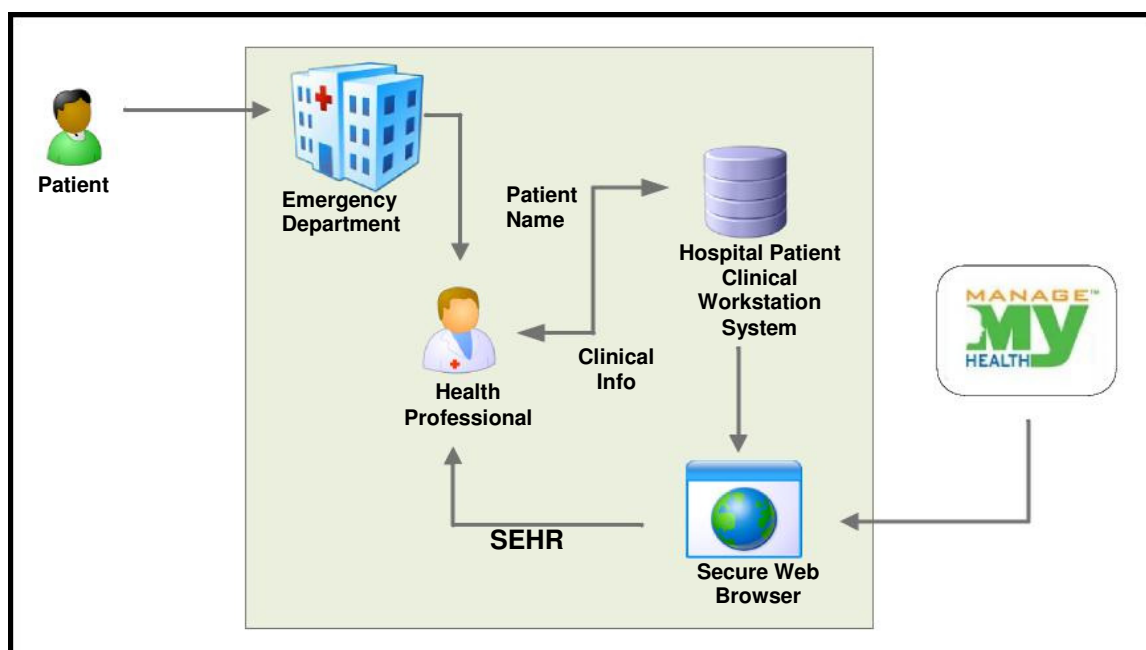 Patient
Emergency
Department
Patient
Name
Hospital Patient
Clinical
Workstation
System
MANAGE™
MY
HEALTH
Clinical
Info
Health
Professional
SEHR
Secure Web
Browser